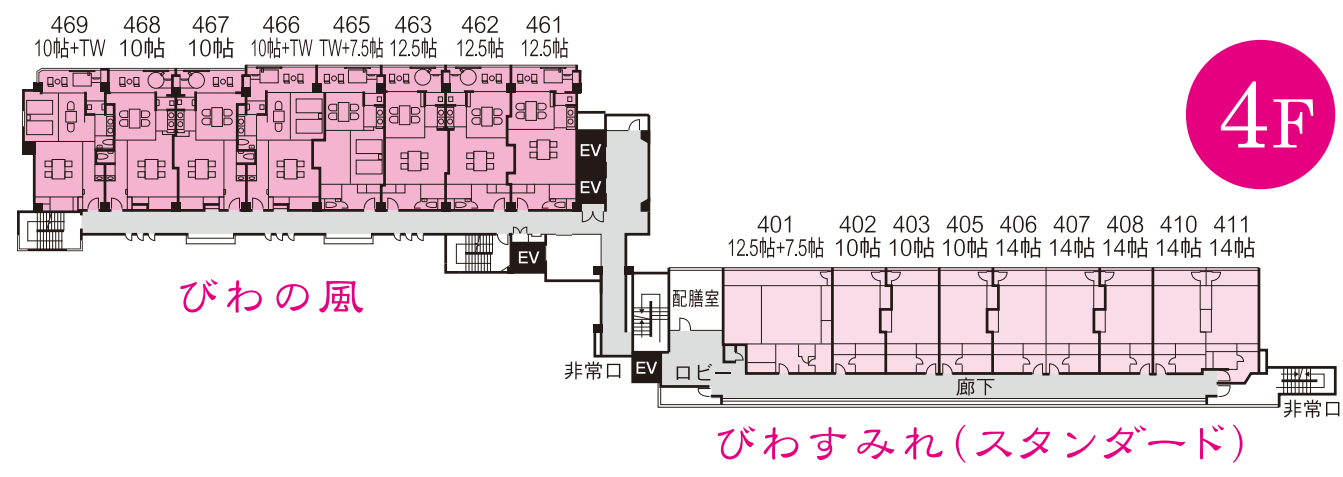 469 468 467 466 465 463 462 461
10帖+TW 10帖 10帖 10帖+TW TW+7.5帖 12.5帖 12.5帖 12.5帖
4F
EV
EV
401 402 403 405 406 407 408 410 411
12.5帖+7.5帖 10帖 10帖 10帖 14帖 14帖 14帖 14帖 14帖
EV
びわの風
配膳室
非常口
EV
ロビー
廊下
非常口
びわすみれ(スタンダード)